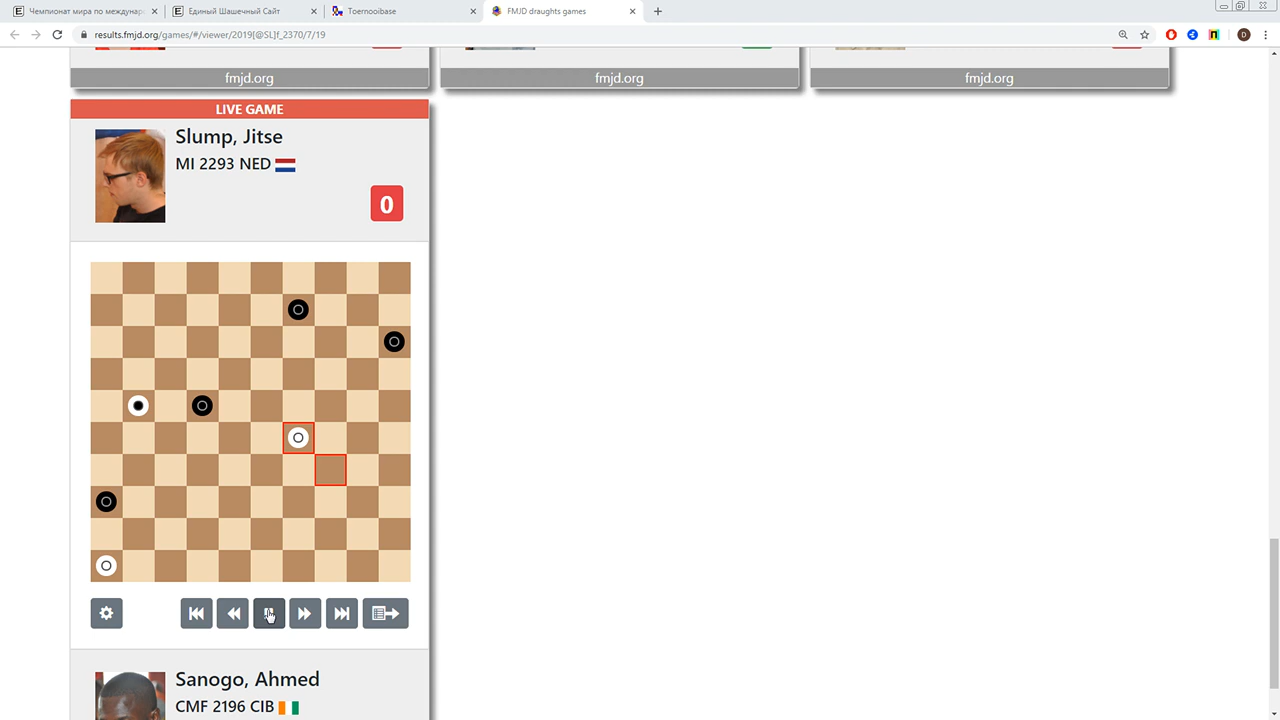 Чемпионат мира по междунаро
Единый Шашечный Сайт
Toernooibase
FMJD draughts games
results.fmjd.org/games/#/viewer/2019[@SL]f_2370/7/19
D
fmjd.org
fmjd.org
fmjd.org
LIVE GAME
Slump, Jitse
MI 2293 NED
0
Sanogo, Ahmed
CMF 2196 CIB